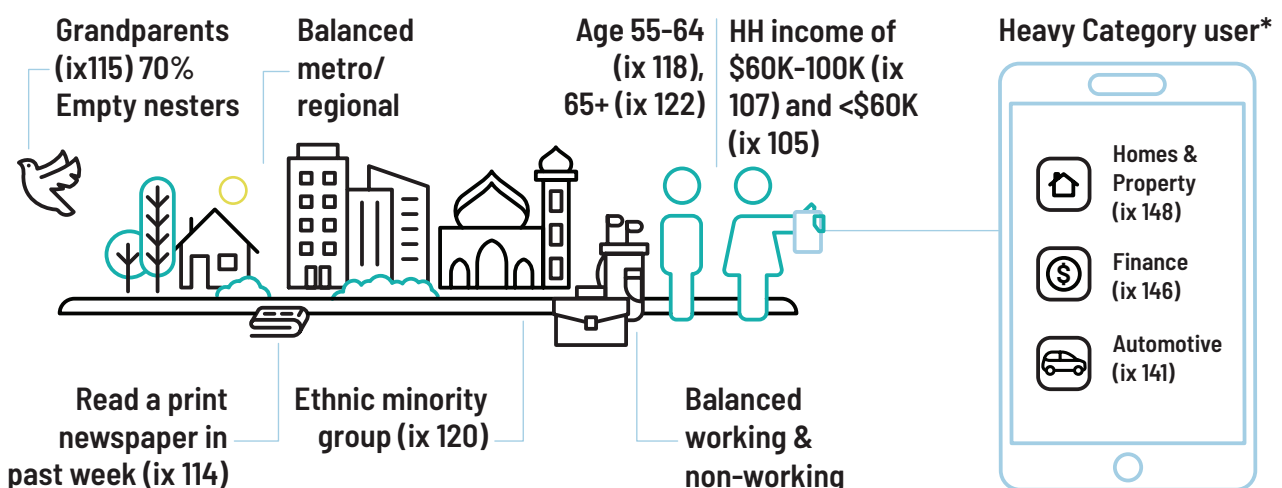 Grandparents
(ix115) 70%
Empty nesters
Balanced
metro/
regional
Age 55-64
(ix 118),
65+ (ix 122)
HH income of
$60K-100K (ix
107) and <$60K
(ix 105)
Heavy Category user*
Homes &
Property
(ix 148)
$
Finance
(ix 146)
Automotive
(ix 141)
Read a print
newspaper in
past week (ix 114)
Ethnic minority
group (ix 120)
Balanced
working &
non-working